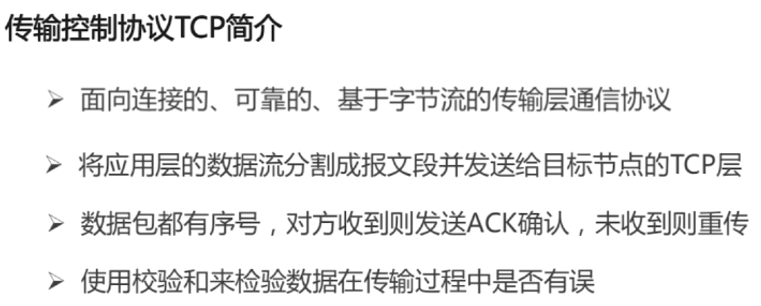 传输控制协议TCP简介
➢ 面向连接的、可靠的、基于字节流的传输层通信协议
➢ 将应用层的数据流分割成报文段并发送给目标节点的TCP层
➢ 数据包都有序号，对方收到则发送ACK确认，未收到则重传
➢ 使用校验和来检验数据在传输过程中是否有误